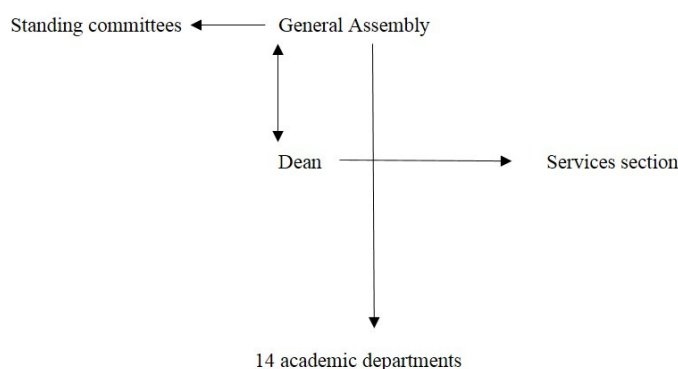 Standing committees
General Assembly
Dean
Services section
14 academic departments